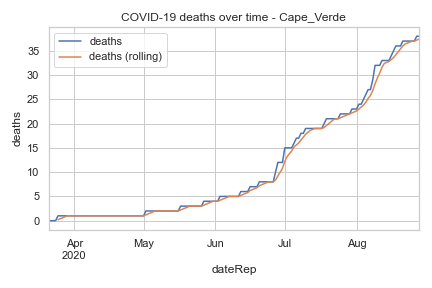 COVID-19 deaths over time - Cape_Verde
deaths
deaths (rolling)
35
30
25
20
15
10
5
0
deaths
Apr
2020
May
Jun
Jul
Aug
dateRep